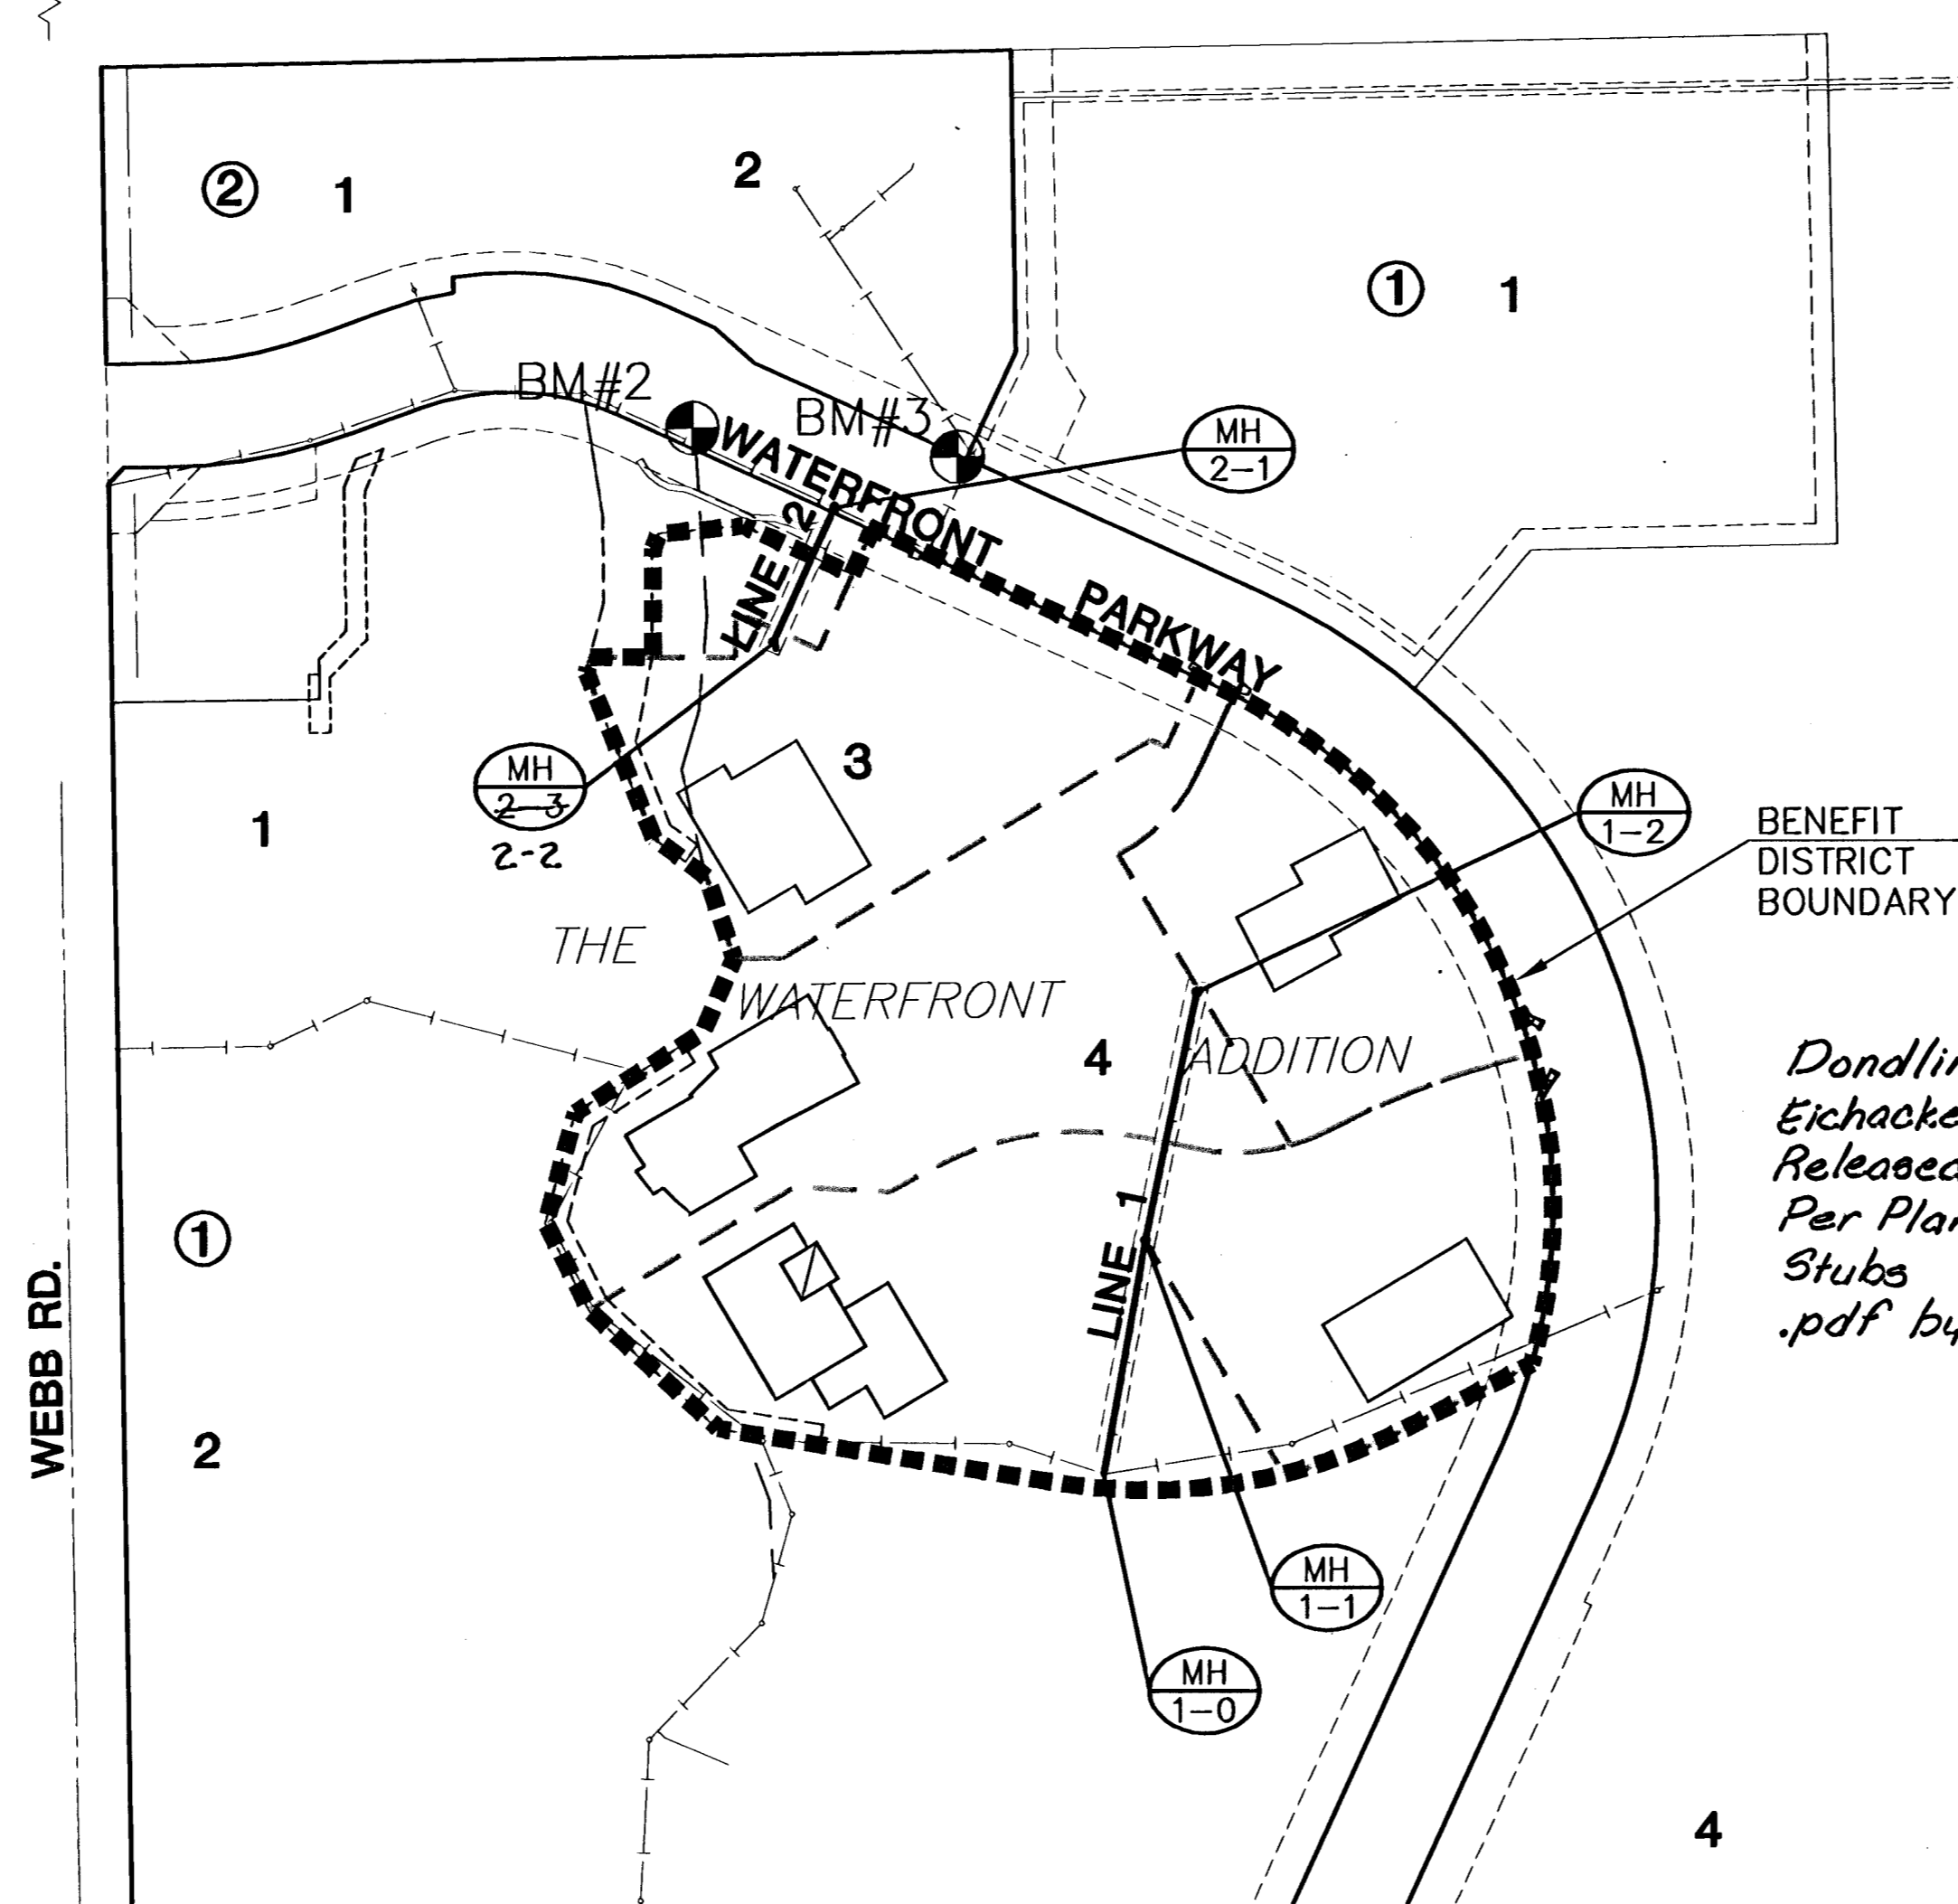 2
1
2
1
1
BM#2
BM#3
MH
2-1
WATERFRONT
PARKWAY
LINE 2
MH
2-3
2-2
3
1
MH
1-2
BENEFIT
DISTRICT
BOUNDARY
THE
WATERFRONT
ADDITION
4
Released
Stubs
.pdf
1
LINE 1
WEBB RD.
2
MH
1-1
MH
1-0
4